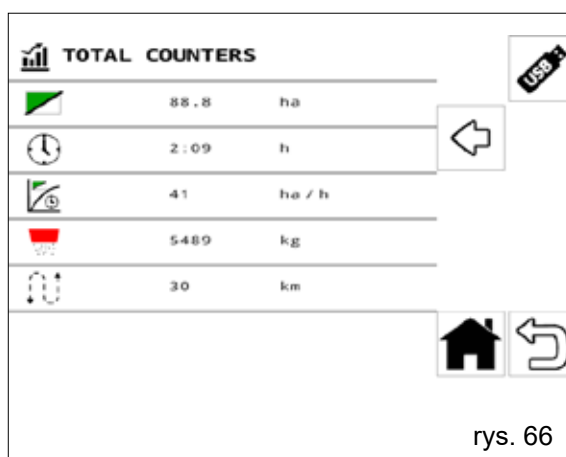 TOTAL COUNTERS
USB
88.8 ha
2:09 h
41 ha / h
5489 kg
30 km
rys. 66